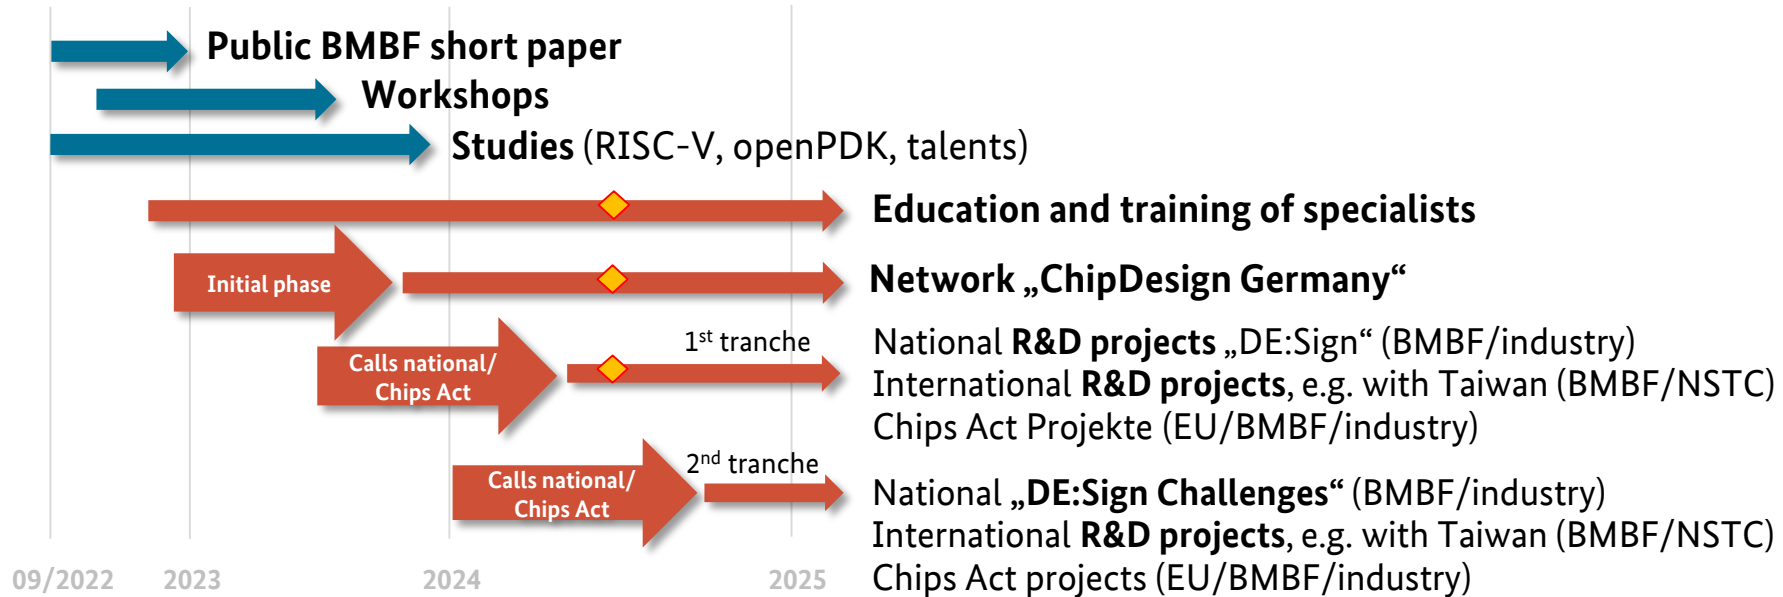 Public BMBF short paper
Workshops
Studies (RISC-V, openPDK, talents)
Education and training of specialists
Initial phase
Network „ChipDesign Germany“
Calls national/
Chips Act
1st tranche
National R&D projects „DE:Sign“ (BMBF/industry)
International R&D projects, e.g. with Taiwan (BMBF/NSTC)
Chips Act Projekte (EU/BMBF/industry)
Calls national/
Chips Act
2nd tranche
National „DE:Sign Challenges“ (BMBF/industry)
International R&D projects, e.g. with Taiwan (BMBF/NSTC)
Chips Act projects (EU/BMBF/industry)
09/2022 2023 2024 2025